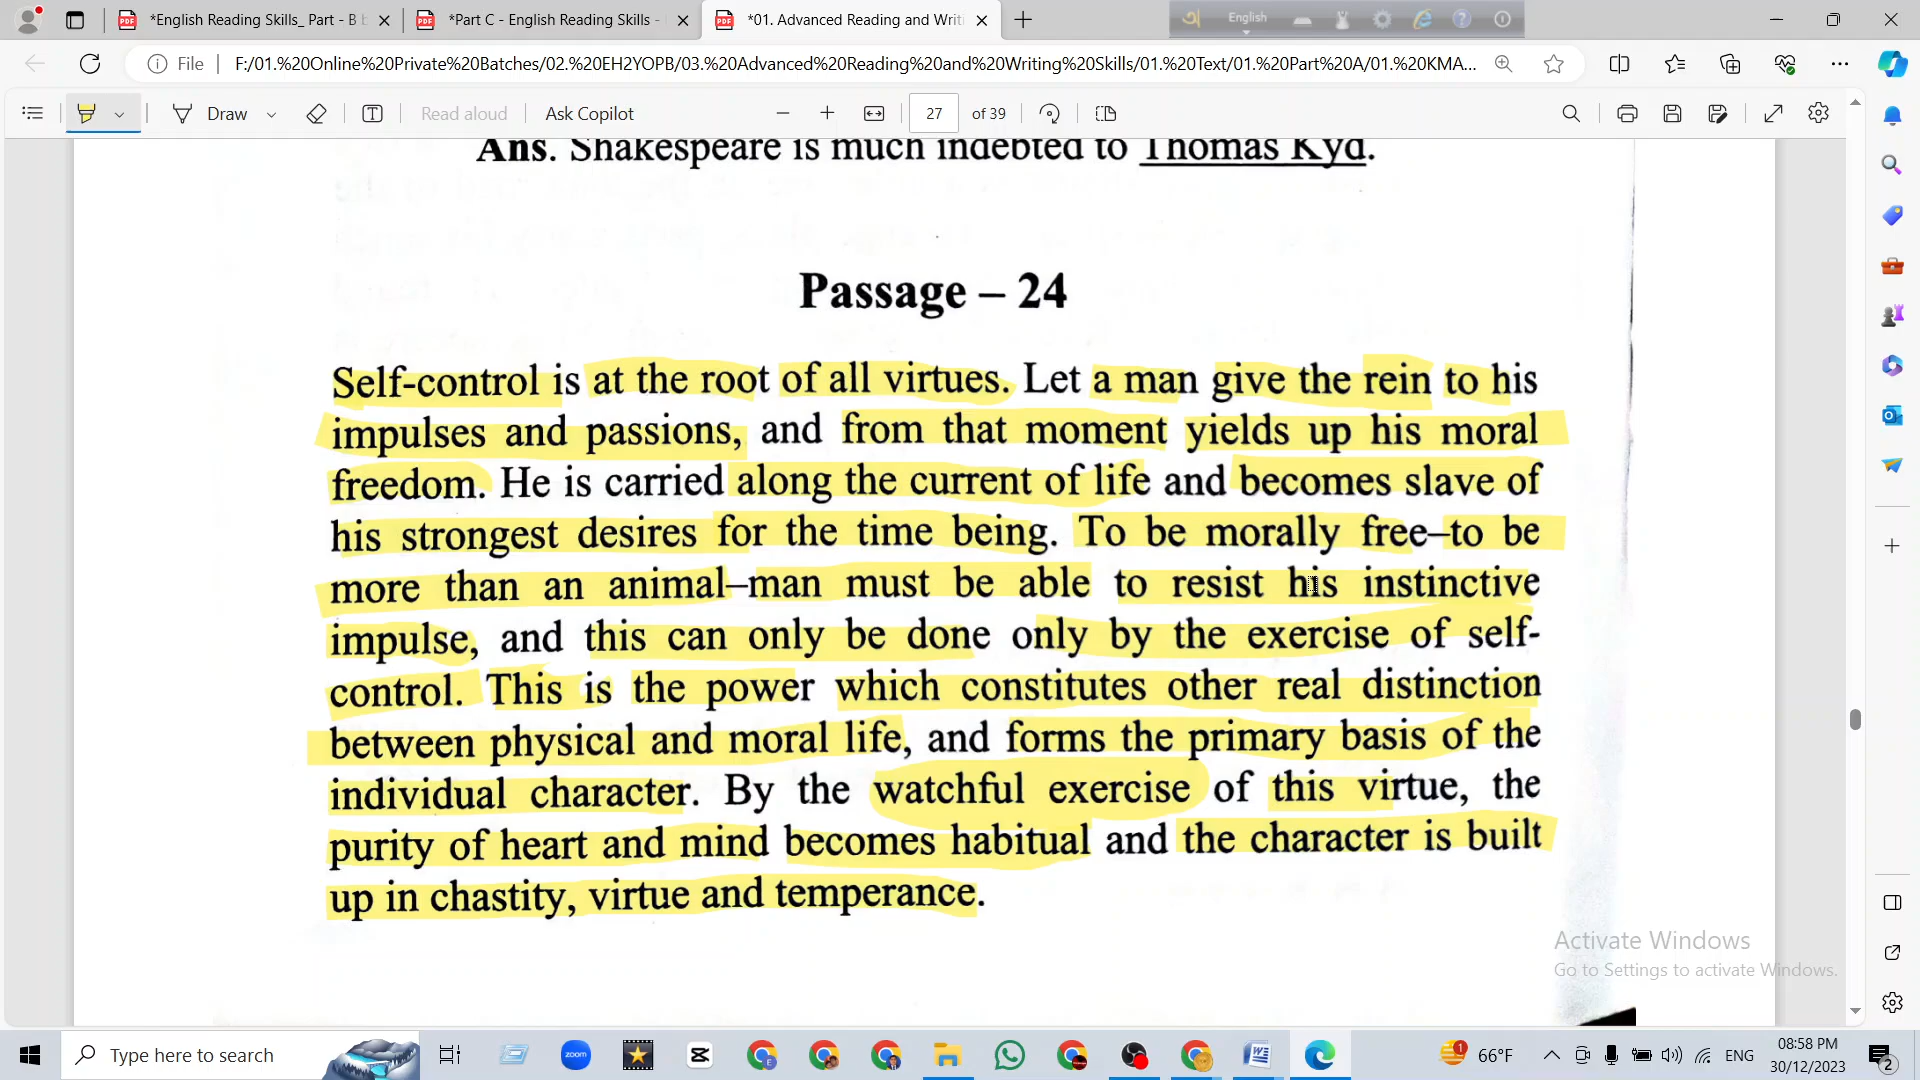 *English Reading Skills_ Part - B b
*Part C - English Reading Skills -
*01. Advanced Reading and Writi
English
File
F:/01.%20Online%20Private%20Batches/02.%20EH2YOPB/03.%20Advanced%20Reading%20and%20Writing%20Skills/01.%20Text/01.%20Part%20A/01.%20KMA...
Draw
Read aloud
Ask Copilot
27
of 39
Ans. Shakespeare is much indebted to Thomas Kyd.
Passage – 24
Self-control is at the root of all virtues. Let a man give the rein to his
impulses and passions, and from that moment yields up his moral
freedom. He is carried along the current of life and becomes slave of
his strongest desires for the time being. To be morally free–to be
more than an animal–man must be able to resist his instinctive
impulse, and this can only be done only by the exercise of self-
control. This is the power which constitutes other real distinction
between physical and moral life, and forms the primary basis of the
individual character. By the watchful exercise of this virtue, the
purity of heart and mind becomes habitual and the character is built
up in chastity, virtue and temperance.
Activate Windows
Go to Settings to activate Windows.
Type here to search
zoom
1
66°F
ENG
08:58 PM
30/12/2023
2